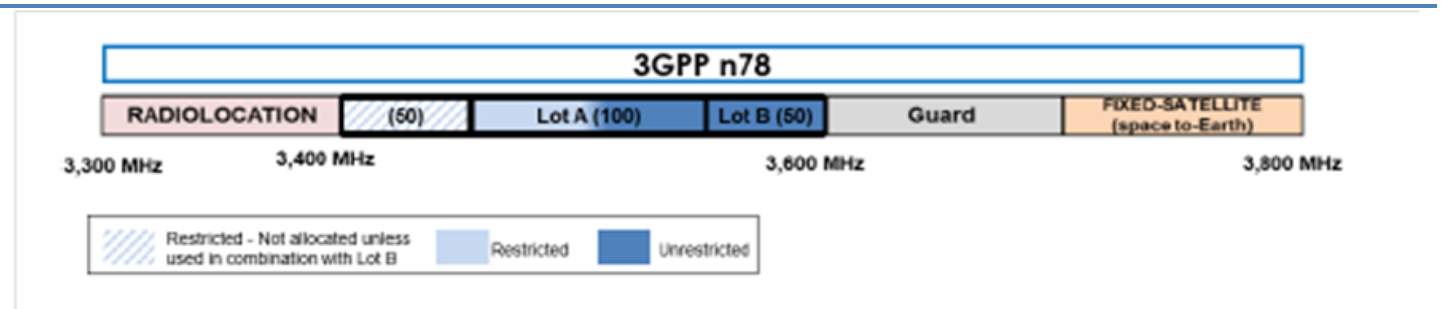 3GPP n78
RADIOLOCATION (50) Lot A (100) Lot B (50) Guard FIXED-SATELLITE
(space to-Earth)
3,300 MHz 3,400 MHz 3,600 MHz 3,800 MHz
Restricted - Not allocated unless
used in combination with Lot B
Restricted
Unrestricted